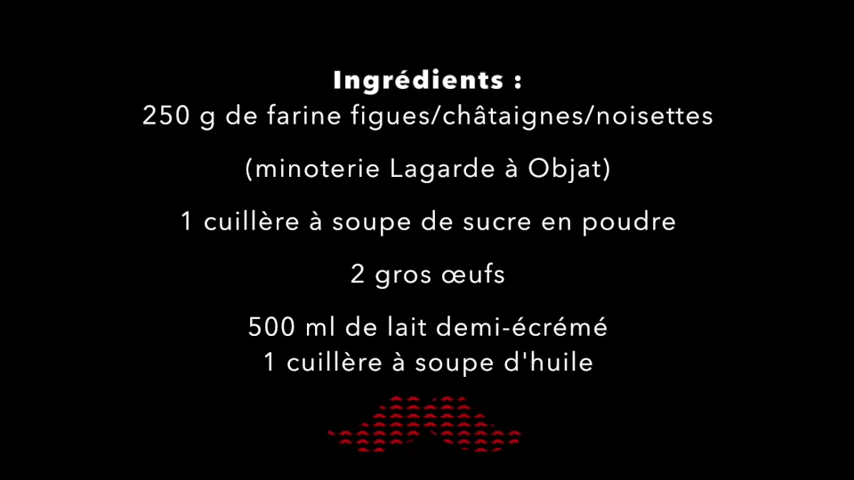 Ingrédients :
250 g de farine figues/châtaignes/noisettes
(minoterie Lagarde à Objat)
1 cuillère à soupe de sucre en poudre
2 gros œufs
500 ml de lait demi-écrémé
1 cuillère à soupe d'huile